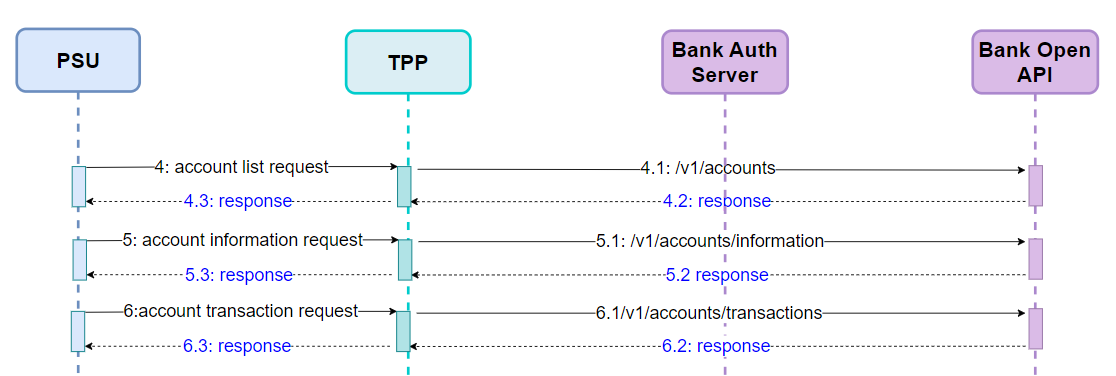 PSU
TPP
Bank Auth
Server
Bank Open
API
4: account list request
4.1: /v1/accounts
4.3: response
4.2: response
5: account information request
5.1: /v1/accounts/information
5.3: response
5.2 response
6:account transaction request
6.1/v1/accounts/transactions
6.3: response
6.2: response